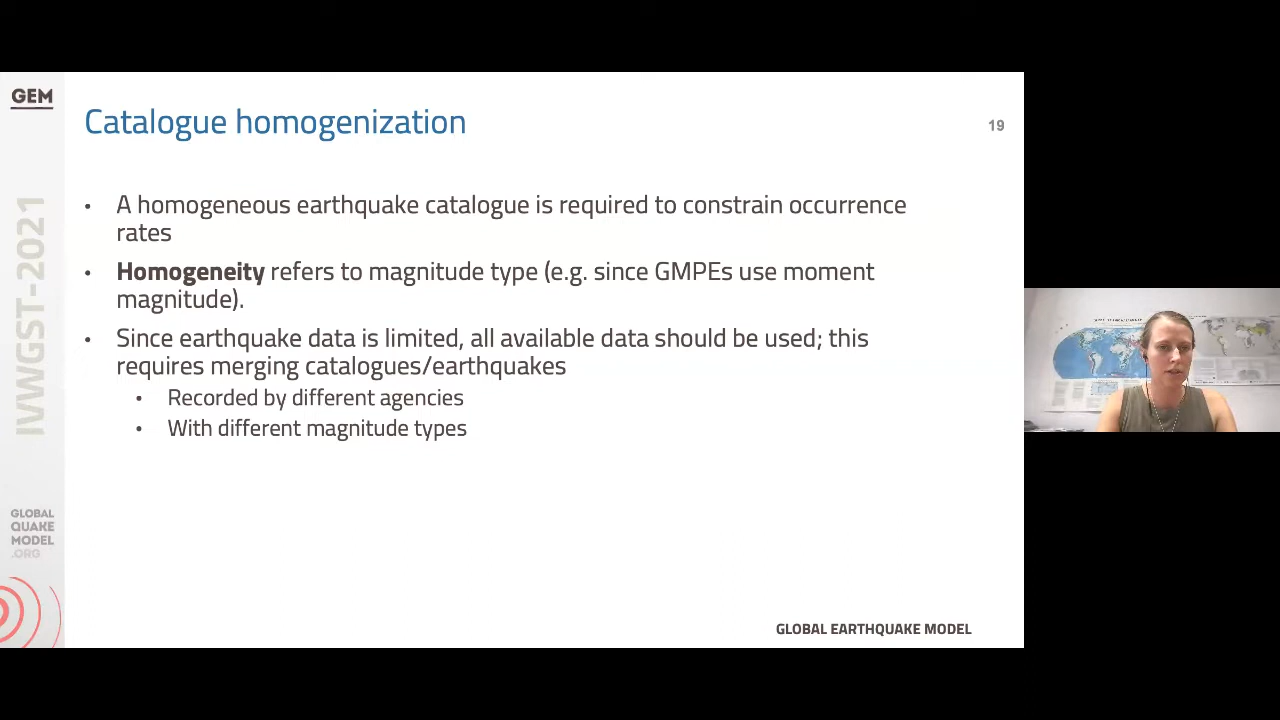 GEM
Catalogue homogenization
19
• A homogeneous earthquake catalogue is required to constrain occurrence
rates
• Homogeneity refers to magnitude type (e.g. since GMPEs use moment
magnitude).
• Since earthquake data is limited, all available data should be used; this
requires merging catalogues/earthquakes
• Recorded by different agencies
• With different magnitude types
IVWGST-2021
GLOBAL
QUAKE
MODEL
.ORG
GLOBAL EARTHQUAKE MODEL